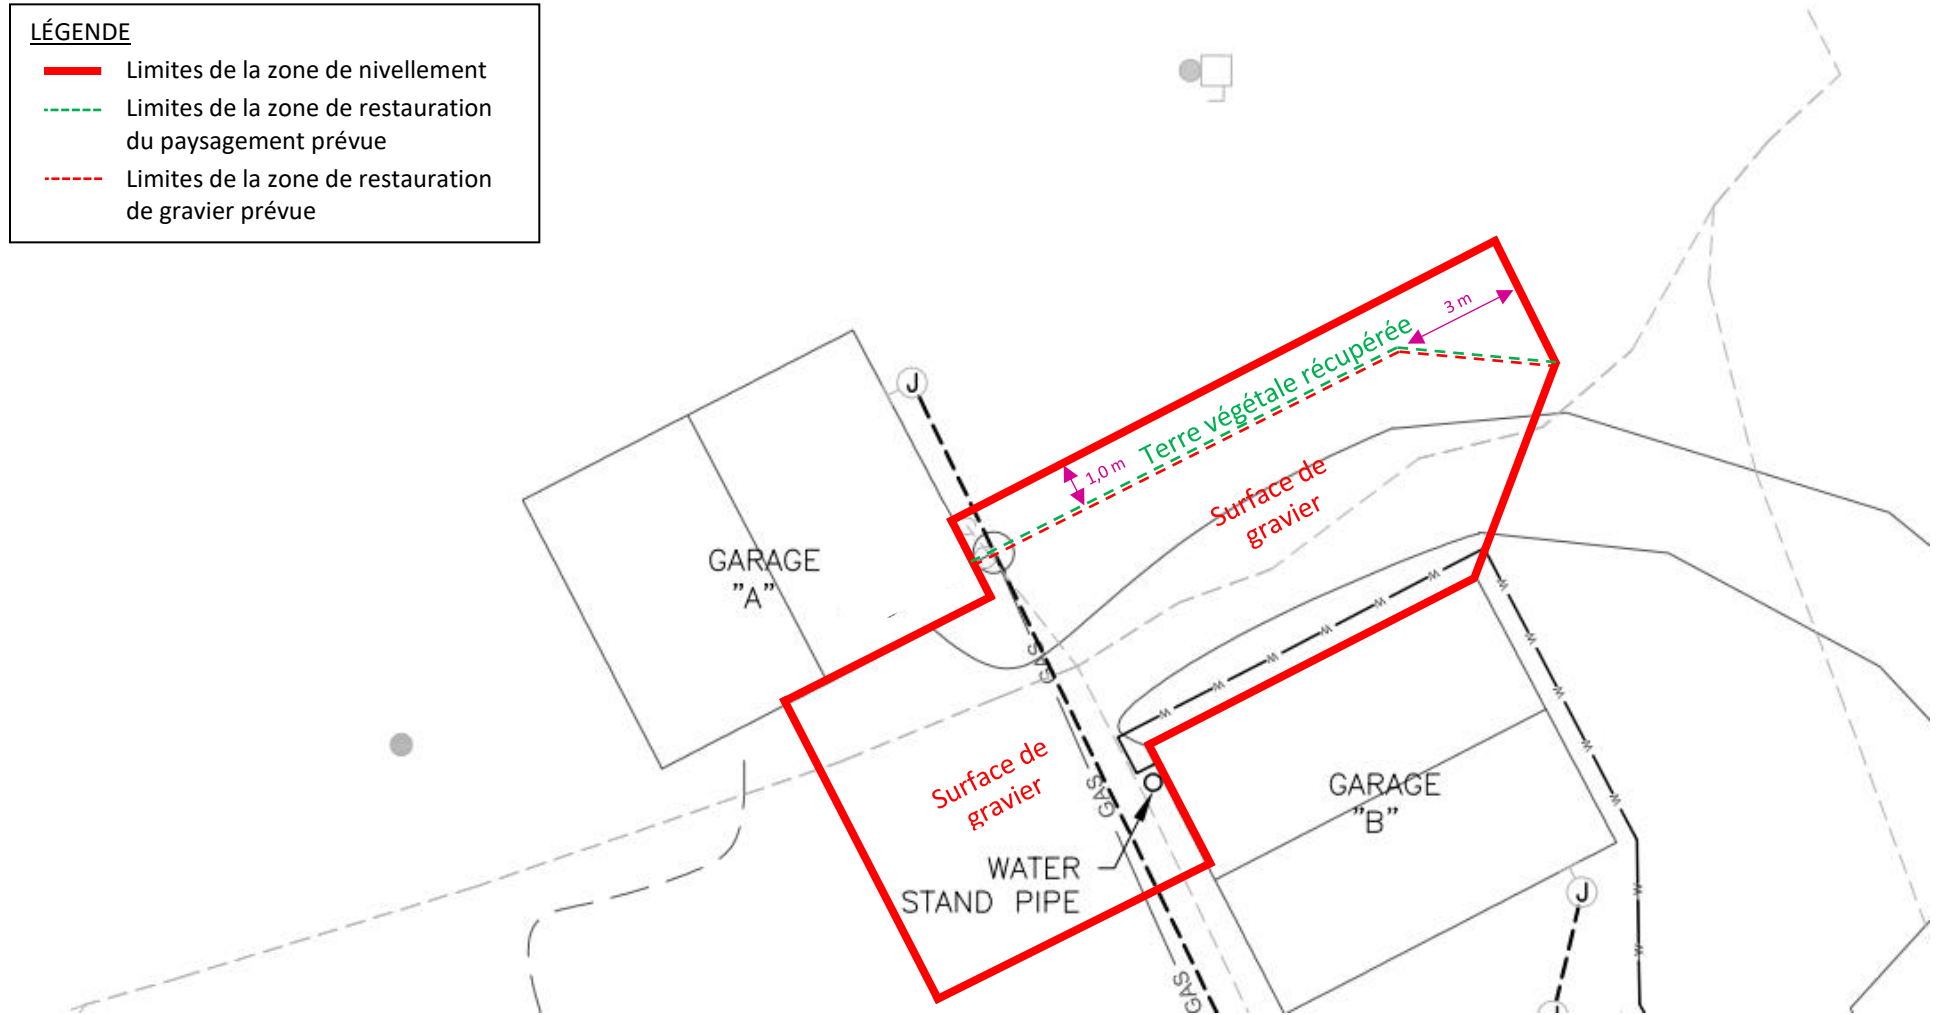 LÉGENDE
Limites de la zone de nivellement
Limites de la zone de restauration
du paysagement prévue
Limites de la zone de restauration
de gravier prévue
3 m
J
Terre végétale récupérée
1,0 m
Surface de
gravier
GARAGE
"A"
W
W
W
W
W
W
GAS
GAS
W
W
W
W
W
W
Surface de
gravier
GAS
GARAGE
"B"
WATER
STAND PIPE
J
GAS
J